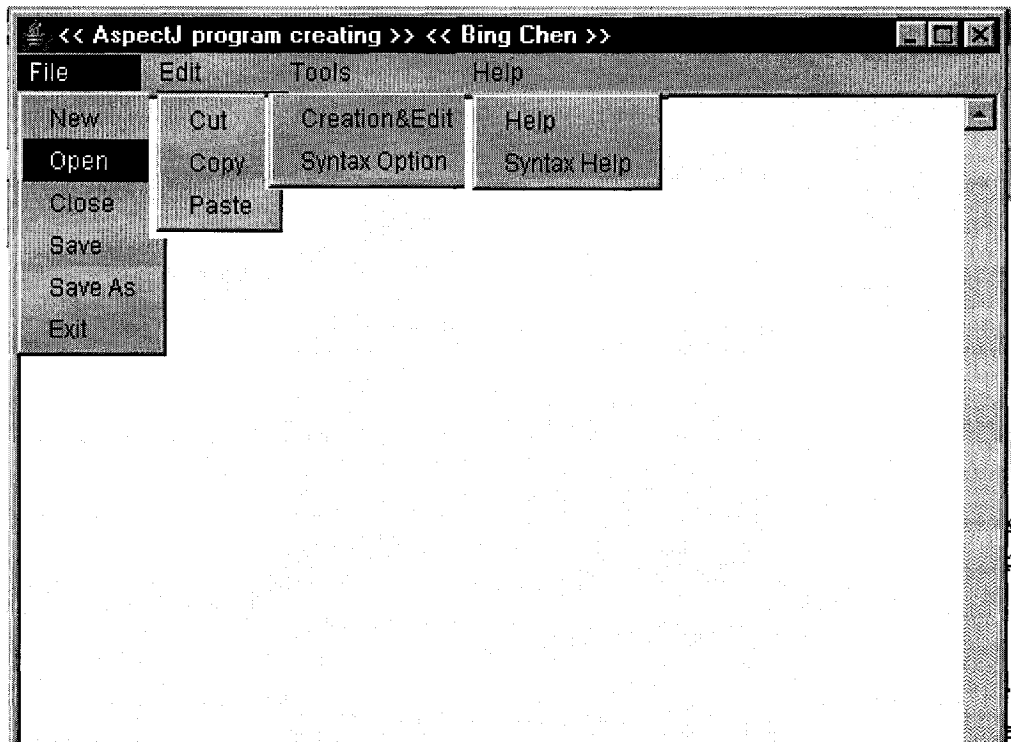 << AspectJ program creating >> << Bing Chen >>
File Edit Tools Help
New
Open
Close
Save
Save As
Exit
Cut
Copy
Paste
Creation&Edit
Syntax Option
Help
Syntax Help